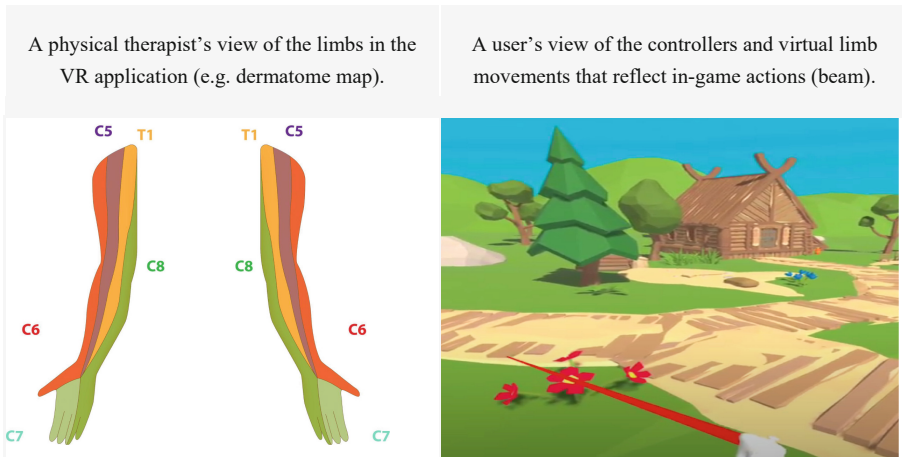 A physical therapist’s view of the limbs in the
VR application (e.g. dermatome map).
A user’s view of the controllers and virtual limb
movements that reflect in-game actions (beam).
C5 T1
T1 C5
C8
C8
C6
C6
C7
C7